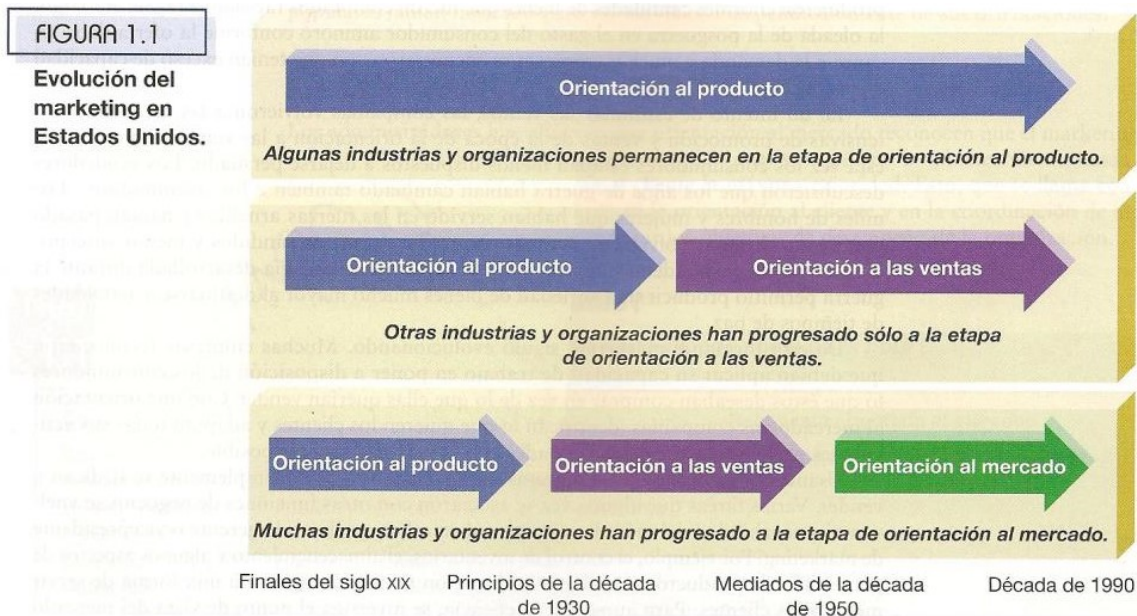 FIGURA 1.1
Evolución del
marketing en
Estados Unidos.
Orientación al producto
Algunas industrias y organizaciones permanecen en la etapa de orientación al producto.
Orientación al producto
Orientación a las ventas
Otras industrias y organizaciones han progresado sólo a la etapa
de orientación a las ventas.
Orientación al producto
Orientación a las ventas
Orientación al mercado
Muchas industrias y organizaciones han progresado a la etapa de orientación al mercado.
Finales del siglo XIX
Principios de la década
de 1930
Mediados de la década
de 1950
Década de 1990